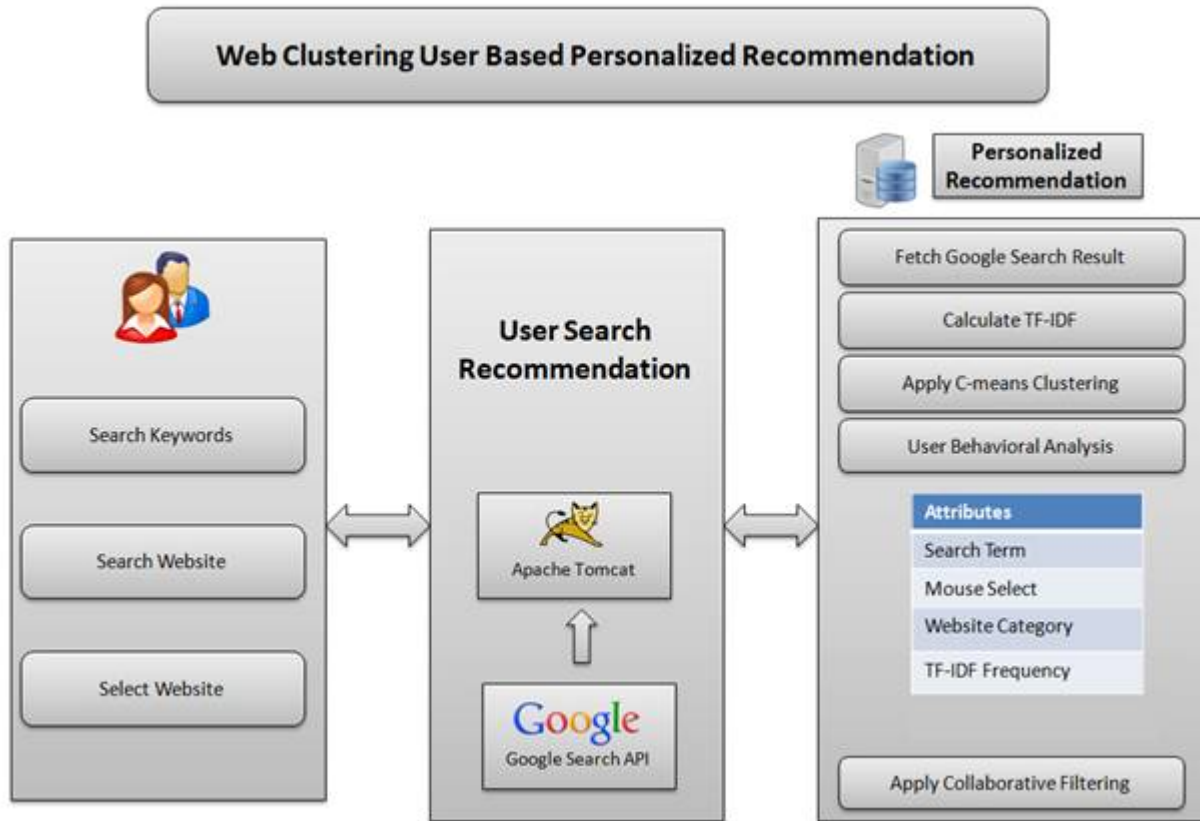 Web Clustering User Based Personalized Recommendation
Personalized
Recommendation
Search Keywords
Search Website
Select Website
User Search
Recommendation
Apache Tomcat
Google
Google Search API
Fetch Google Search Result
Calculate TF-IDF
Apply C-means Clustering
User Behavioral Analysis
Attributes
Search Term
Mouse Select
Website Category
TF-IDF Frequency
Apply Collaborative Filtering